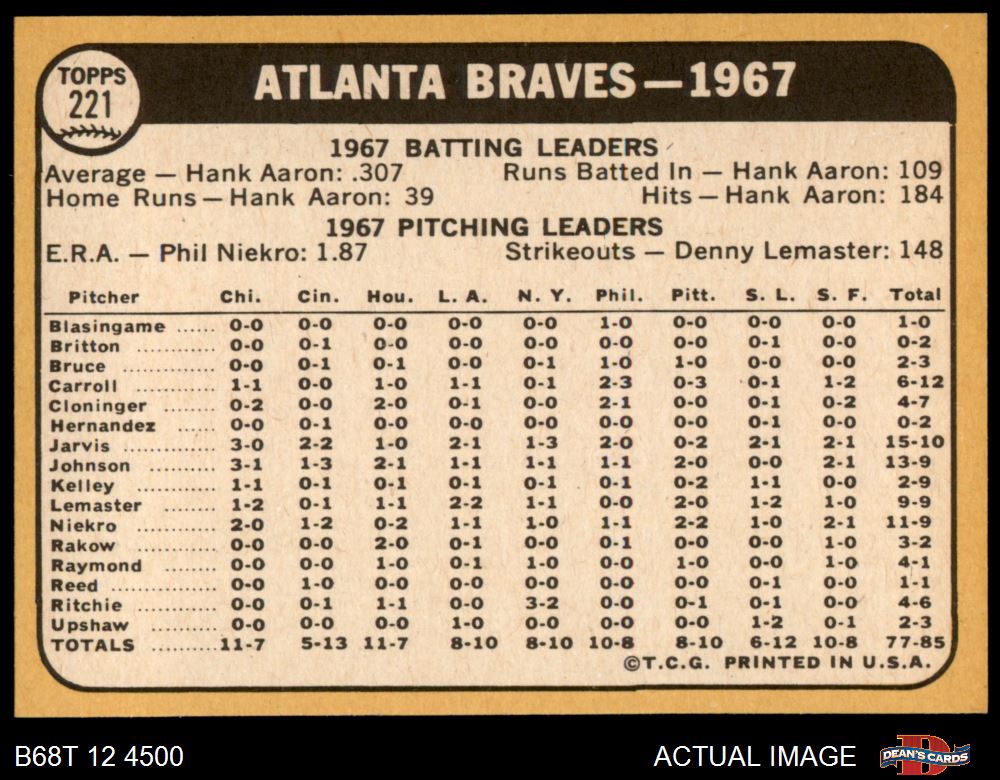 TOPPS
221
ATLANTA BRAVES—1967
1967 BATTING LEADERS
Average — Hank Aaron: .307 Runs Batted In — Hank Aaron: 109
Home Runs — Hank Aaron: 39 Hits — Hank Aaron: 184
1967 PITCHING LEADERS
E.R.A. — Phil Niekro: 1.87 Strikeouts — Denny Lemaster: 148
Pitcher Chi. Cin. Hou. L. A. N. Y. Phil. Pitt. S. L. S. F. Total
Blasingame ...... 0-0 0-0 0-0 0-0 0-0 1-0 0-0 0-0 0-0 1-0
Britton ............ 0-0 0-1 0-0 0-0 0-0 0-0 0-0 0-1 0-0 0-2
Bruce .............. 0-0 0-1 0-1 0-0 0-1 1-0 1-0 0-0 0-0 2-3
Carroll ............ 1-1 0-0 1-0 1-1 0-1 2-3 0-3 0-1 1-2 6-12
Cloninger ........ 0-2 0-0 2-0 0-1 0-0 2-1 0-0 0-1 0-2 4-7
Hernandez ...... 0-0 0-1 0-0 0-0 0-0 0-0 0-0 0-1 0-0 0-2
Jarvis .............. 3-0 2-2 1-0 2-1 1-3 2-0 0-2 2-1 2-1 15-10
Johnson .......... 3-1 1-3 2-1 1-1 1-1 1-1 2-0 0-0 2-1 13-9
Kelley ............ 1-1 0-1 0-1 0-1 0-1 0-1 0-2 1-1 0-0 2-9
Lemaster ........ 1-2 0-1 1-1 2-2 1-1 0-0 2-0 1-2 1-0 9-9
Niekro ............ 2-0 1-2 0-2 1-1 1-0 1-1 2-2 1-0 2-1 11-9
Rakow ............ 0-0 0-0 2-0 0-1 0-0 0-1 0-0 0-0 1-0 3-2
Raymond ........ 0-0 0-0 1-0 0-1 1-0 0-0 1-0 0-0 1-0 4-1
Reed .............. 0-0 1-0 0-0 0-0 0-0 0-0 0-0 0-1 0-0 1-1
Ritchie ............ 0-0 0-1 1-1 0-0 3-2 0-0 0-1 0-1 0-0 4-6
Upshaw .......... 0-0 0-0 0-0 1-0 0-0 0-0 0-0 1-2 0-1 2-3
TOTALS .......... 11-7 5-13 11-7 8-10 8-10 10-8 8-10 6-12 10-8 77-85
©T.C.G. PRINTED IN U.S.A.
B68T 12 4500 ACTUAL IMAGE DEAN'S CARDS